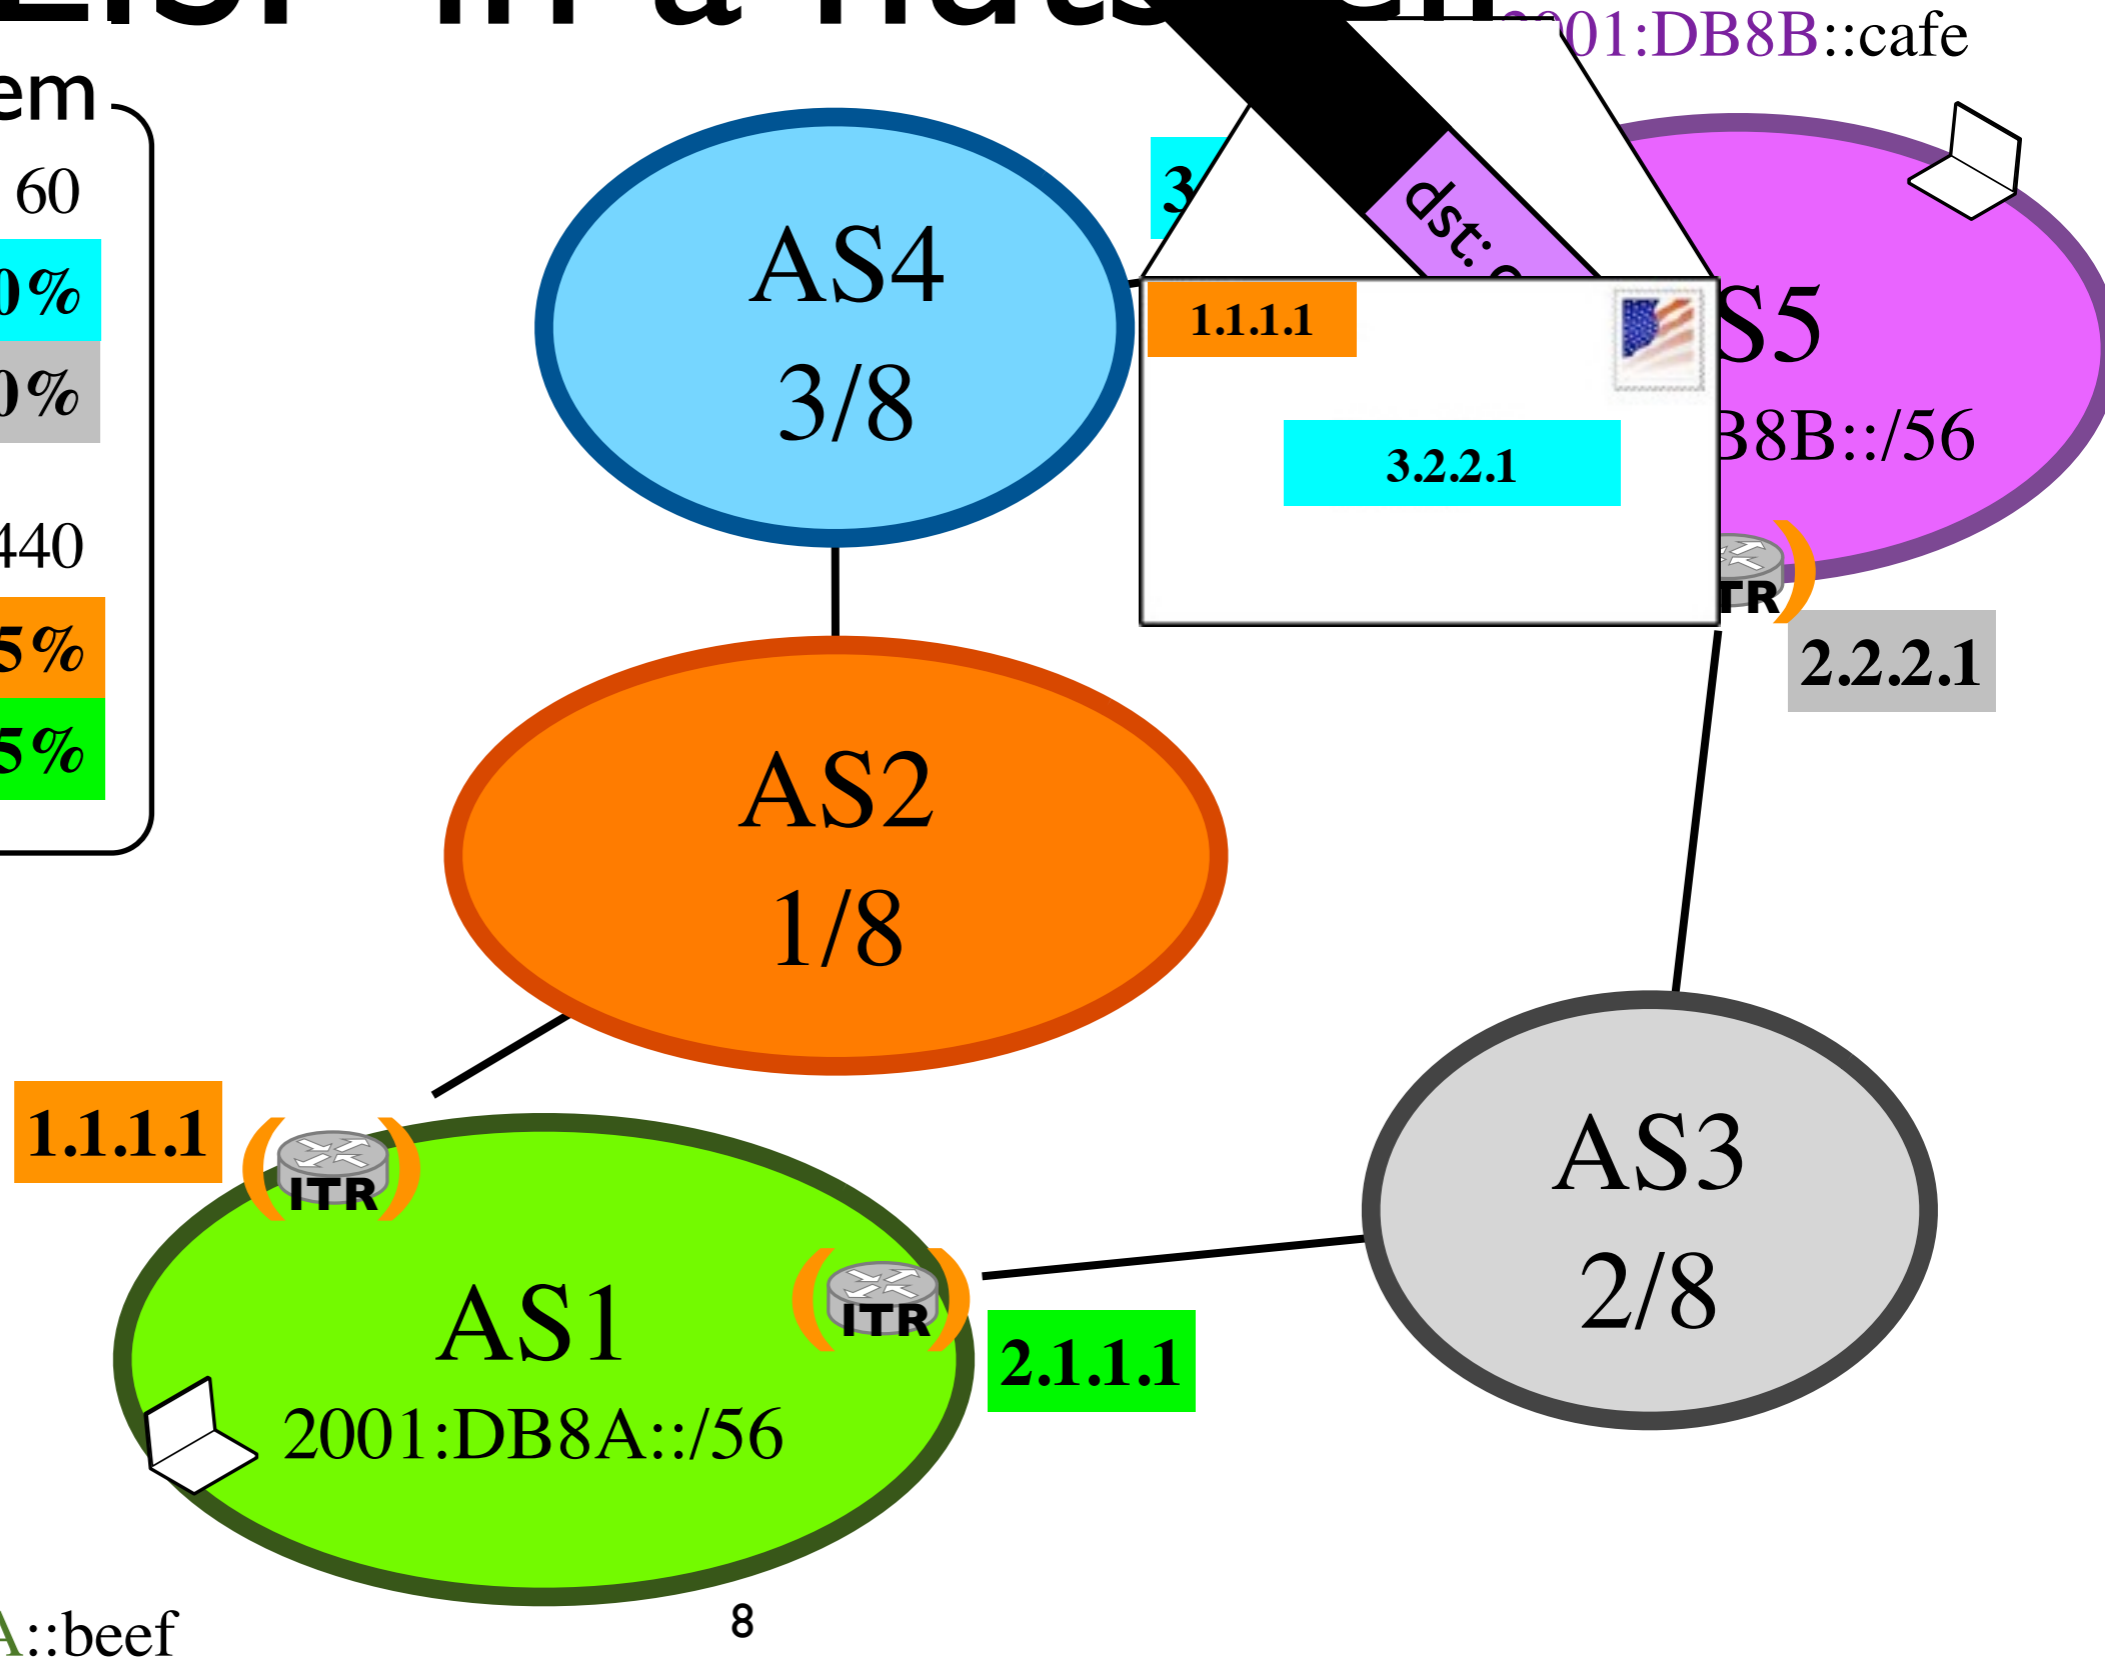 in a
2001:DB8B::cafe
em
60
0%
0%
440
5%
5%
AS4
3/8
3
dst:
1.1.1.1
3.2.2.1
S5
B8B::/56
TR
2.2.2.1
AS2
1/8
1.1.1.1
ITR
AS3
2/8
ITR
AS1
2.1.1.1
2001:DB8A::/56
8
A::beef